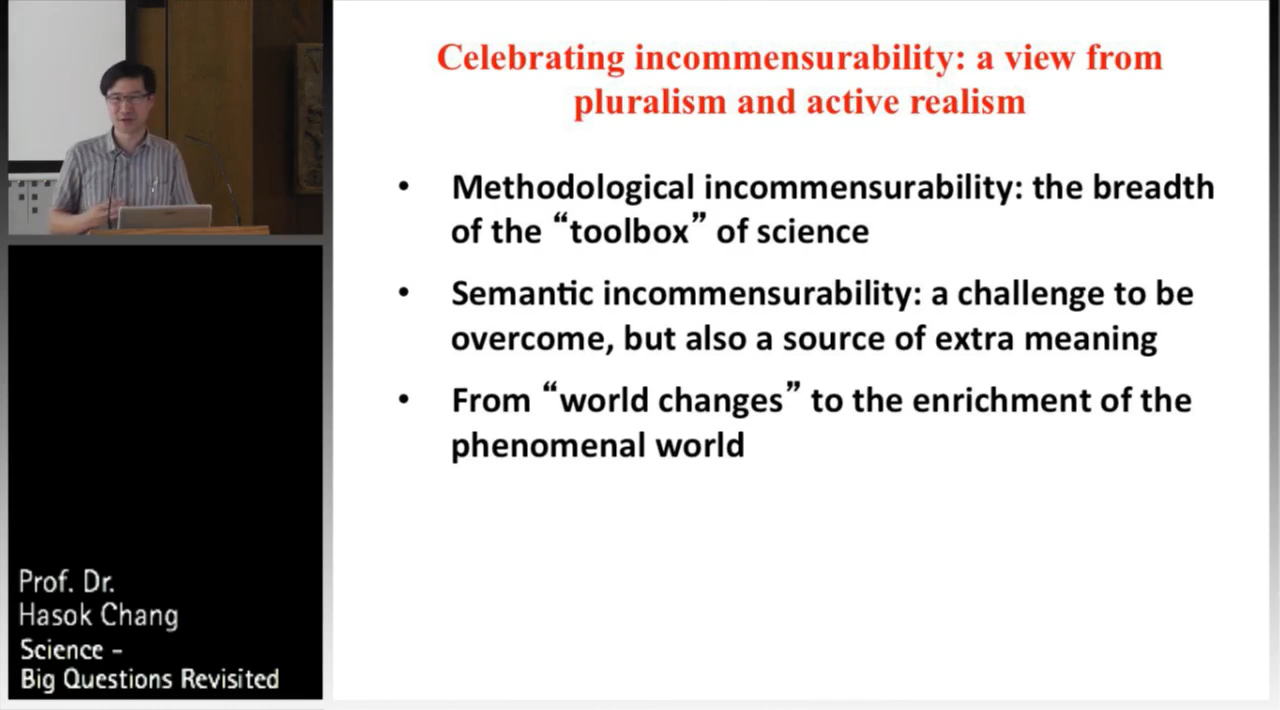 Celebrating incommensurability: a view from
pluralism and active realism
• Methodological incommensurability: the breadth
of the “toolbox” of science
• Semantic incommensurability: a challenge to be
overcome, but also a source of extra meaning
• From “world changes” to the enrichment of the
phenomenal world
Prof. Dr.
Hasok Chang
Science –
Big Questions Revisited